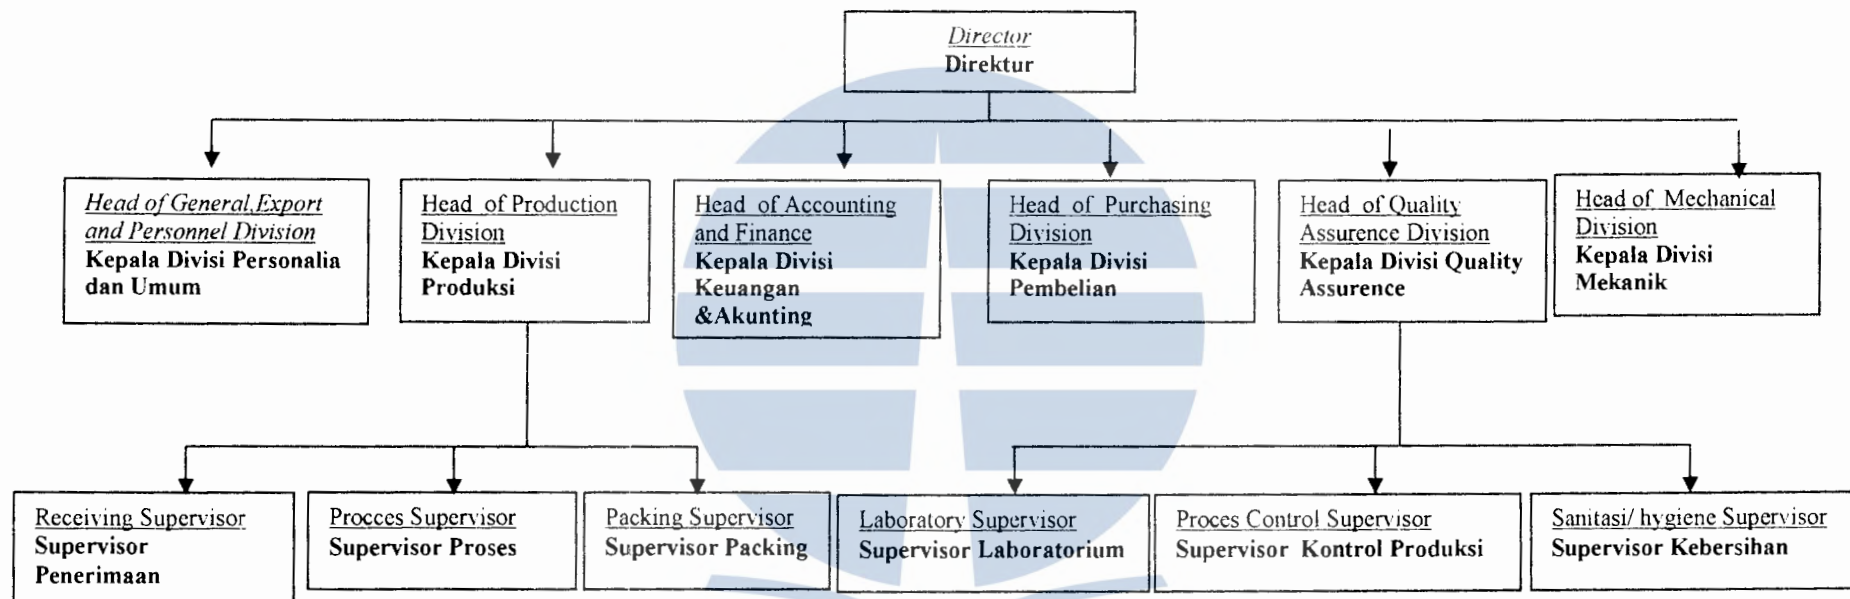 Director
Direktur
Head of General,Export
and Personnel Division
Kepala Divisi Personalia
dan Umum
Head of Production
Division
Kepala Divisi
Produksi
Head of Accounting
and Finance
Kepala Divisi
Keuangan
&Akunting
Head of Purchasing
Division
Kepala Divisi
Pembelian
Head of Quality
Assurence Division
Kepala Divisi Quality
Assurence
Head of Mechanical
Division
Kepala Divisi
Mekanik
Receiving Supervisor
Supervisor
Penerimaan
Procces Supervisor
Supervisor Proses
Packing Supervisor
Supervisor Packing
Laboratory Supervisor
Supervisor Laboratorium
Proces Control Supervisor
Supervisor Kontrol Produksi
Sanitasi/ hygiene Supervisor
Supervisor Kebersihan